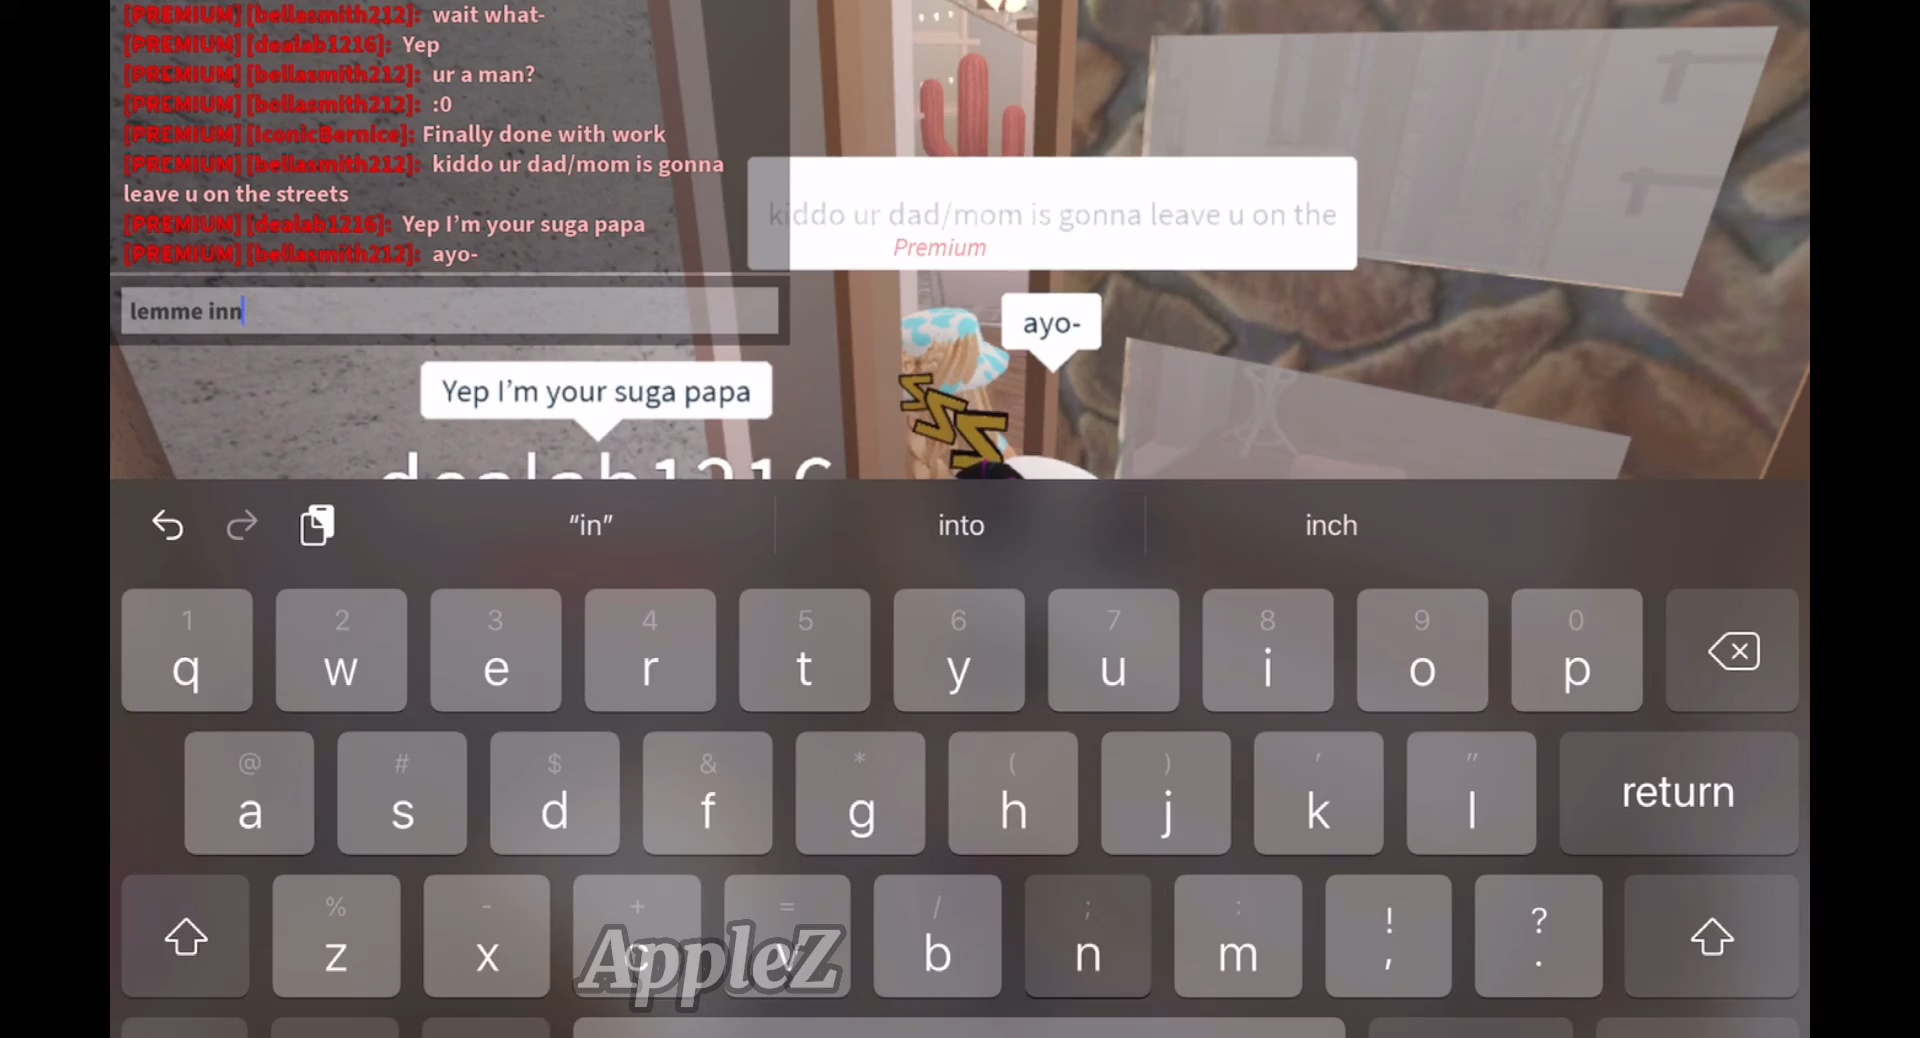 [PREMIUM] [bellasmith212]: wait what-
[PREMIUM] [dealab1216]: Yep
[PREMIUM] [bellasmith212]: ur a man?
[PREMIUM] [bellasmith212]: :0
[PREMIUM] [IconicBernice]: Finally done with work
[PREMIUM] [bellasmith212]: kiddo ur dad/mom is gonna
leave u on the streets
[PREMIUM] [dealab1216]: Yep I'm your suga papa
[PREMIUM] [bellasmith212]: ayo-
lemme inn
kiddo ur dad/mom is gonna leave u on the
Premium
ayo-
Yep I'm your suga papa
dealab1216
“in” into inch
1 2 3 4 5 6 7 8 9 0
q w e r t y u i o p
@ # $ & * ( ) ' "
a s d f g h j k l return
% - + = / ; : ! ?
z x c v b n m , .
AppleZ